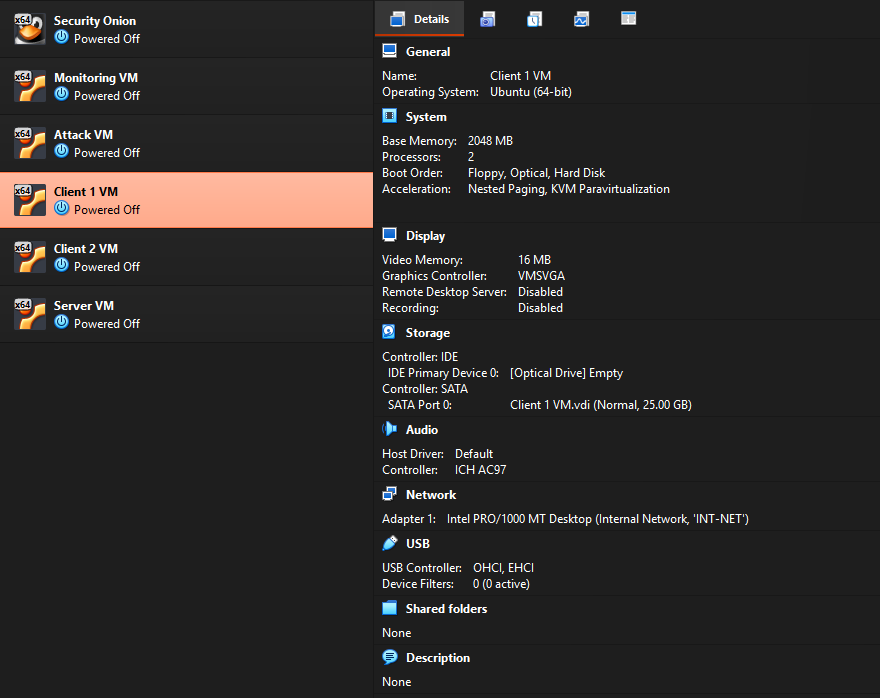 x64
Security Onion
Powered Off
x64
Monitoring VM
Powered Off
x64
Attack VM
Powered Off
x64
Client 1 VM
Powered Off
x64
Client 2 VM
Powered Off
x64
Server VM
Powered Off
Details
General
Name: Client 1 VM
Operating System: Ubuntu (64-bit)
System
Base Memory: 2048 MB
Processors: 2
Boot Order: Floppy, Optical, Hard Disk
Acceleration: Nested Paging, KVM Paravirtualization
Display
Video Memory: 16 MB
Graphics Controller: VMSVGA
Remote Desktop Server: Disabled
Recording: Disabled
Storage
Controller: IDE
IDE Primary Device 0: [Optical Drive] Empty
Controller: SATA
SATA Port 0: Client 1 VM.vdi (Normal, 25.00 GB)
Audio
Host Driver: Default
Controller: ICH AC97
Network
Adapter 1: Intel PRO/1000 MT Desktop (Internal Network, 'INT-NET')
USB
USB Controller: OHCI, EHCI
Device Filters: 0 (0 active)
Shared folders
None
Description
None